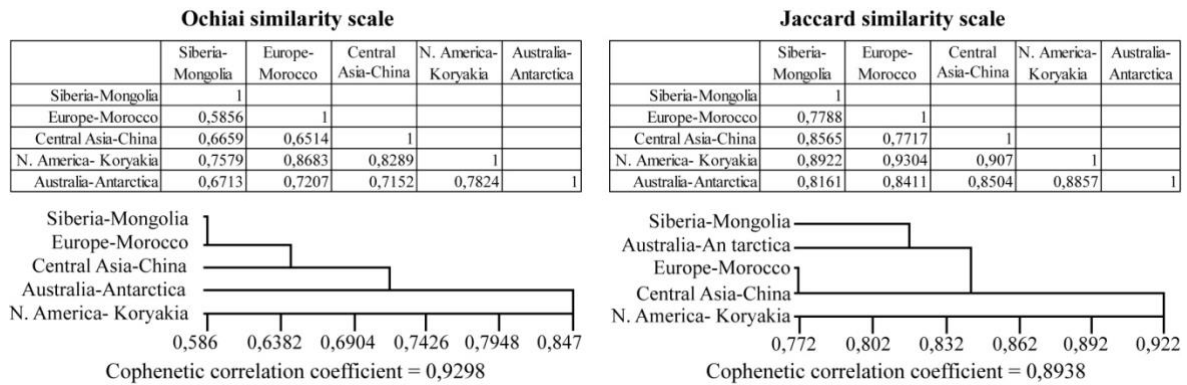 Ochiai similarity scale
Siberia-Mongolia Europe-Morocco Central Asia-China N. America-Koryakia Australia-Antarctica
Siberia-Mongolia 1
Europe-Morocco 0,5856 1
Central Asia-China 0,6659 0,6514 1
N. America- Koryakia 0,7579 0,8683 0,8289 1
Australia-Antarctica 0,6713 0,7207 0,7152 0,7824 1
Siberia-Mongolia
Europe-Morocco
Central Asia-China
Australia-Antarctica
N. America- Koryakia
0,586 0,6382 0,6904 0,7426 0,7948 0,847
Cophenetic correlation coefficient = 0,9298
Jaccard similarity scale
Siberia-Mongolia Europe-Morocco Central Asia-China N. America-Koryakia Australia-Antarctica
Siberia-Mongolia 1
Europe-Morocco 0,7788 1
Central Asia-China 0,8565 0,7717 1
N. America- Koryakia 0,8922 0,9304 0,907 1
Australia-Antarctica 0,8161 0,8411 0,8504 0,8857 1
Siberia-Mongolia
Australia-An tarctica
Europe-Morocco
Central Asia-China
N. America- Koryakia
0,772 0,802 0,832 0,862 0,892 0,922
Cophenetic correlation coefficient = 0,8938